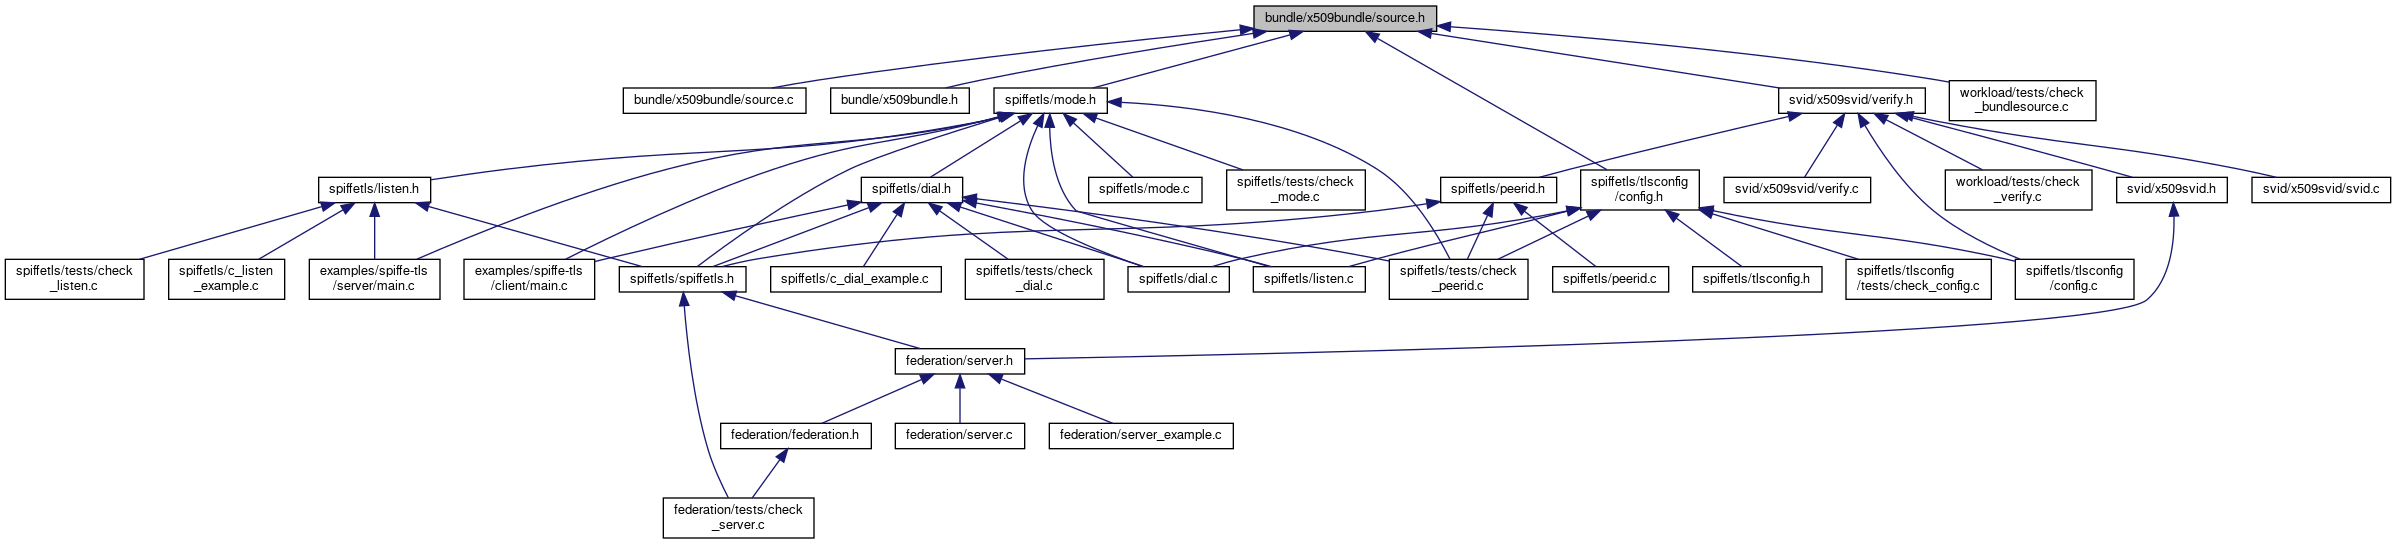 bundle/x509bundle/source.h
bundle/x509bundle/source.c
bundle/x509bundle.h
spiffetls/mode.h
svid/x509svid/verify.h
workload/tests/check
_bundlesource.c
spiffetls/listen.h
spiffetls/dial.h
spiffetls/mode.c
spiffetls/tests/check
_mode.c
spiffetls/peerid.h
spiffetls/tlsconfig
/config.h
svid/x509svid/verify.c
workload/tests/check
_verify.c
svid/x509svid.h
svid/x509svid/svid.c
spiffetls/tests/check
_listen.c
spiffetls/c_listen
_example.c
examples/spiffe-tls
/server/main.c
examples/spiffe-tls
/client/main.c
spiffetls/spiffetls.h
spiffetls/c_dial_example.c
spiffetls/tests/check
_dial.c
spiffetls/dial.c
spiffetls/listen.c
spiffetls/tests/check
_peerid.c
spiffetls/peerid.c
spiffetls/tlsconfig.h
spiffetls/tlsconfig
/tests/check_config.c
spiffetls/tlsconfig
/config.c
federation/server.h
federation/federation.h
federation/server.c
federation/server_example.c
federation/tests/check
_server.c